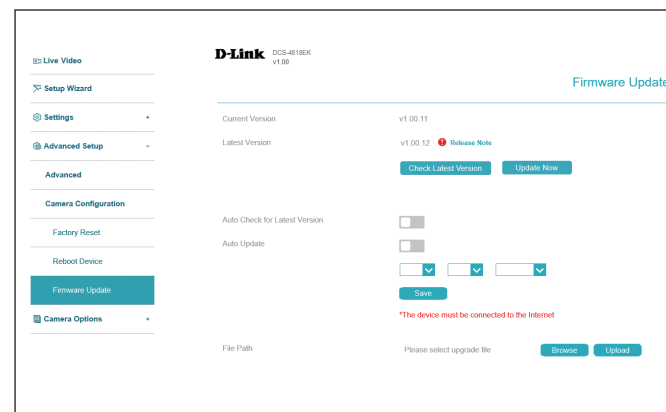 Live Video
Setup Wizard
Settings +
Advanced Setup -
Advanced
Camera Configuration
Factory Reset
Reboot Device
Firmware Update
Camera Options +
D-Link DCS-4618EK
v1.00
Firmware Update
Current Version v1.00.11
Latest Version v1.00.12 Release Note
Check Latest Version Update Now
Auto Check for Latest Version
Auto Update
Save
*The device must be connected to the Internet
File Path Please select upgrade file Browse Upload